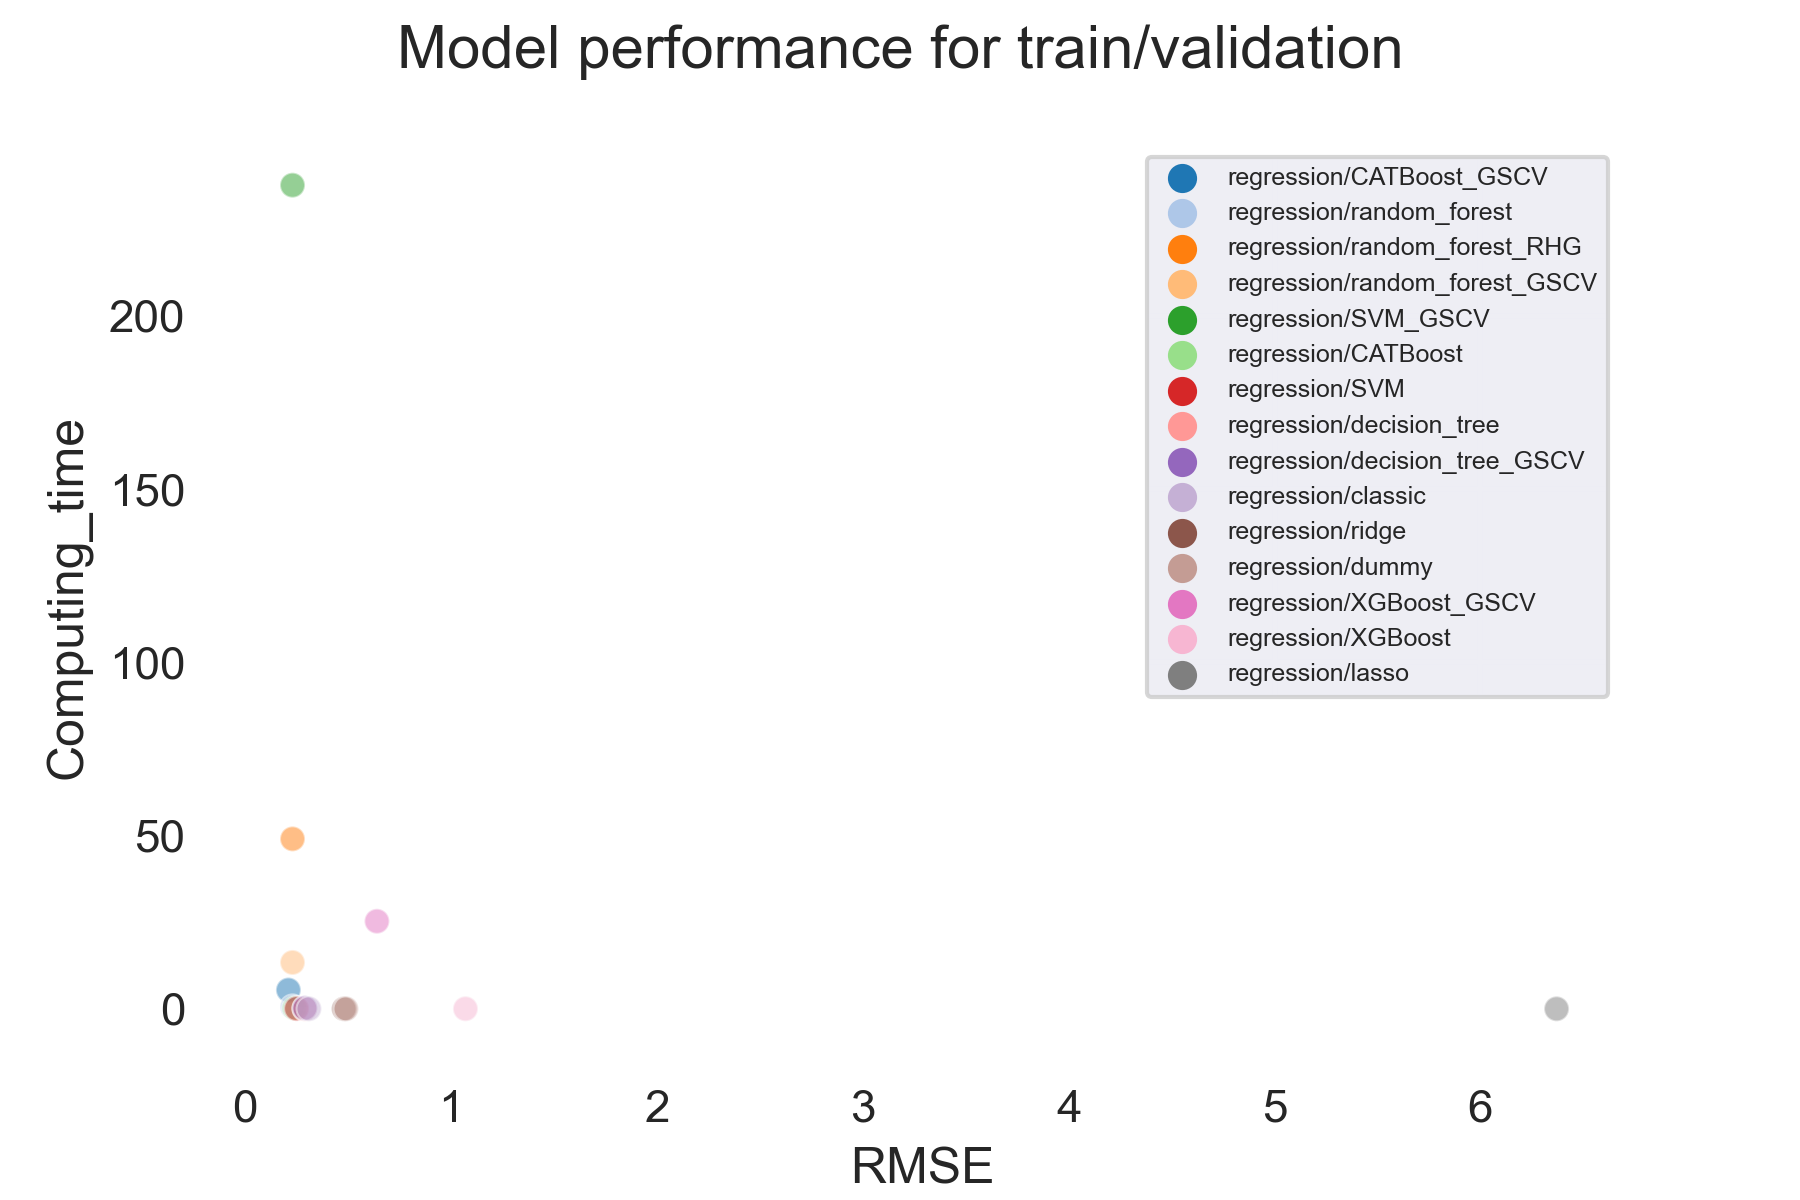 Model performance for train/validation
regression/CATBoost_GSCV
regression/random_forest
regression/random_forest_RHG
regression/random_forest_GSCV
regression/SVM_GSCV
regression/CATBoost
regression/SVM
regression/decision_tree
regression/decision_tree_GSCV
regression/classic
regression/ridge
regression/dummy
regression/XGBoost_GSCV
regression/XGBoost
regression/lasso
Computing_time
200
150
100
50
0
0 1 2 3 4 5 6
RMSE